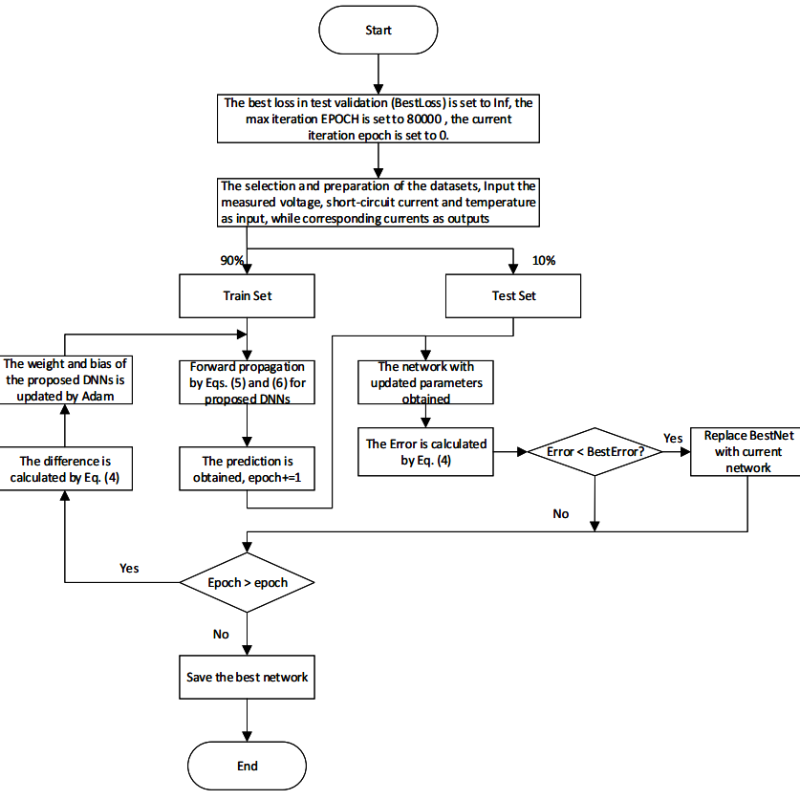 Start
The best loss in test validation (BestLoss) is set to Inf, the
max iteration EPOCH is set to 80000 , the current
iteration epoch is set to 0.
The selection and preparation of the datasets, Input the
measured voltage, short-circuit current and temperature
as input, while corresponding currents as outputs
90%
10%
Train Set
Test Set
The weight and bias of
the proposed DNNs is
updated by Adam
Forward propagation
by Eqs. (5) and (6) for
proposed DNNs
The network with
updated parameters
obtained
The difference is
calculated by Eq. (4)
The prediction is
obtained, epoch+=1
The Error is calculated
by Eq. (4)
Error < BestError?
Yes
Replace BestNet
with current
network
No
Yes
Epoch > epoch
No
Save the best network
End